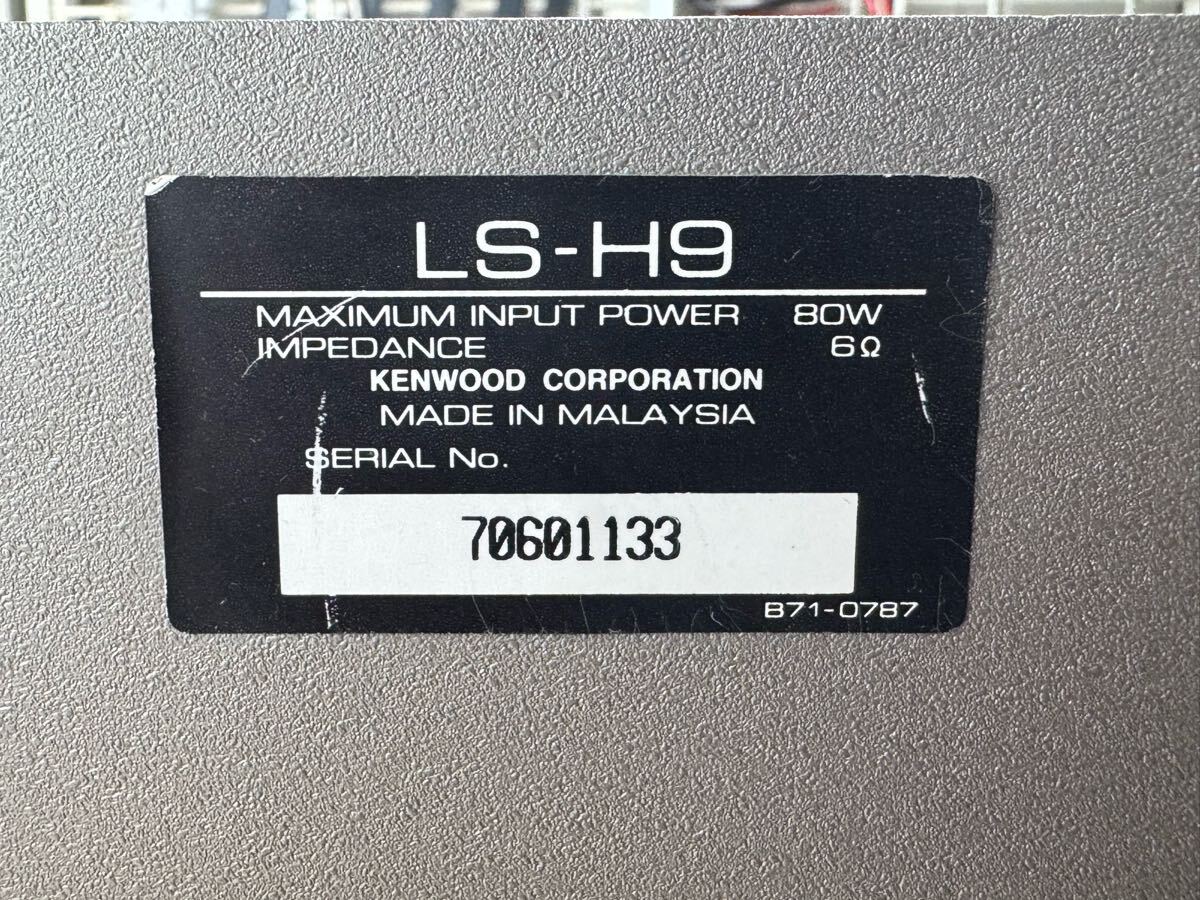 LS-H9
MAXIMUM INPUT POWER 80W
IMPEDANCE 6Ω
KENWOOD CORPORATION
MADE IN MALAYSIA
SERIAL No.
70601133
B71-0787